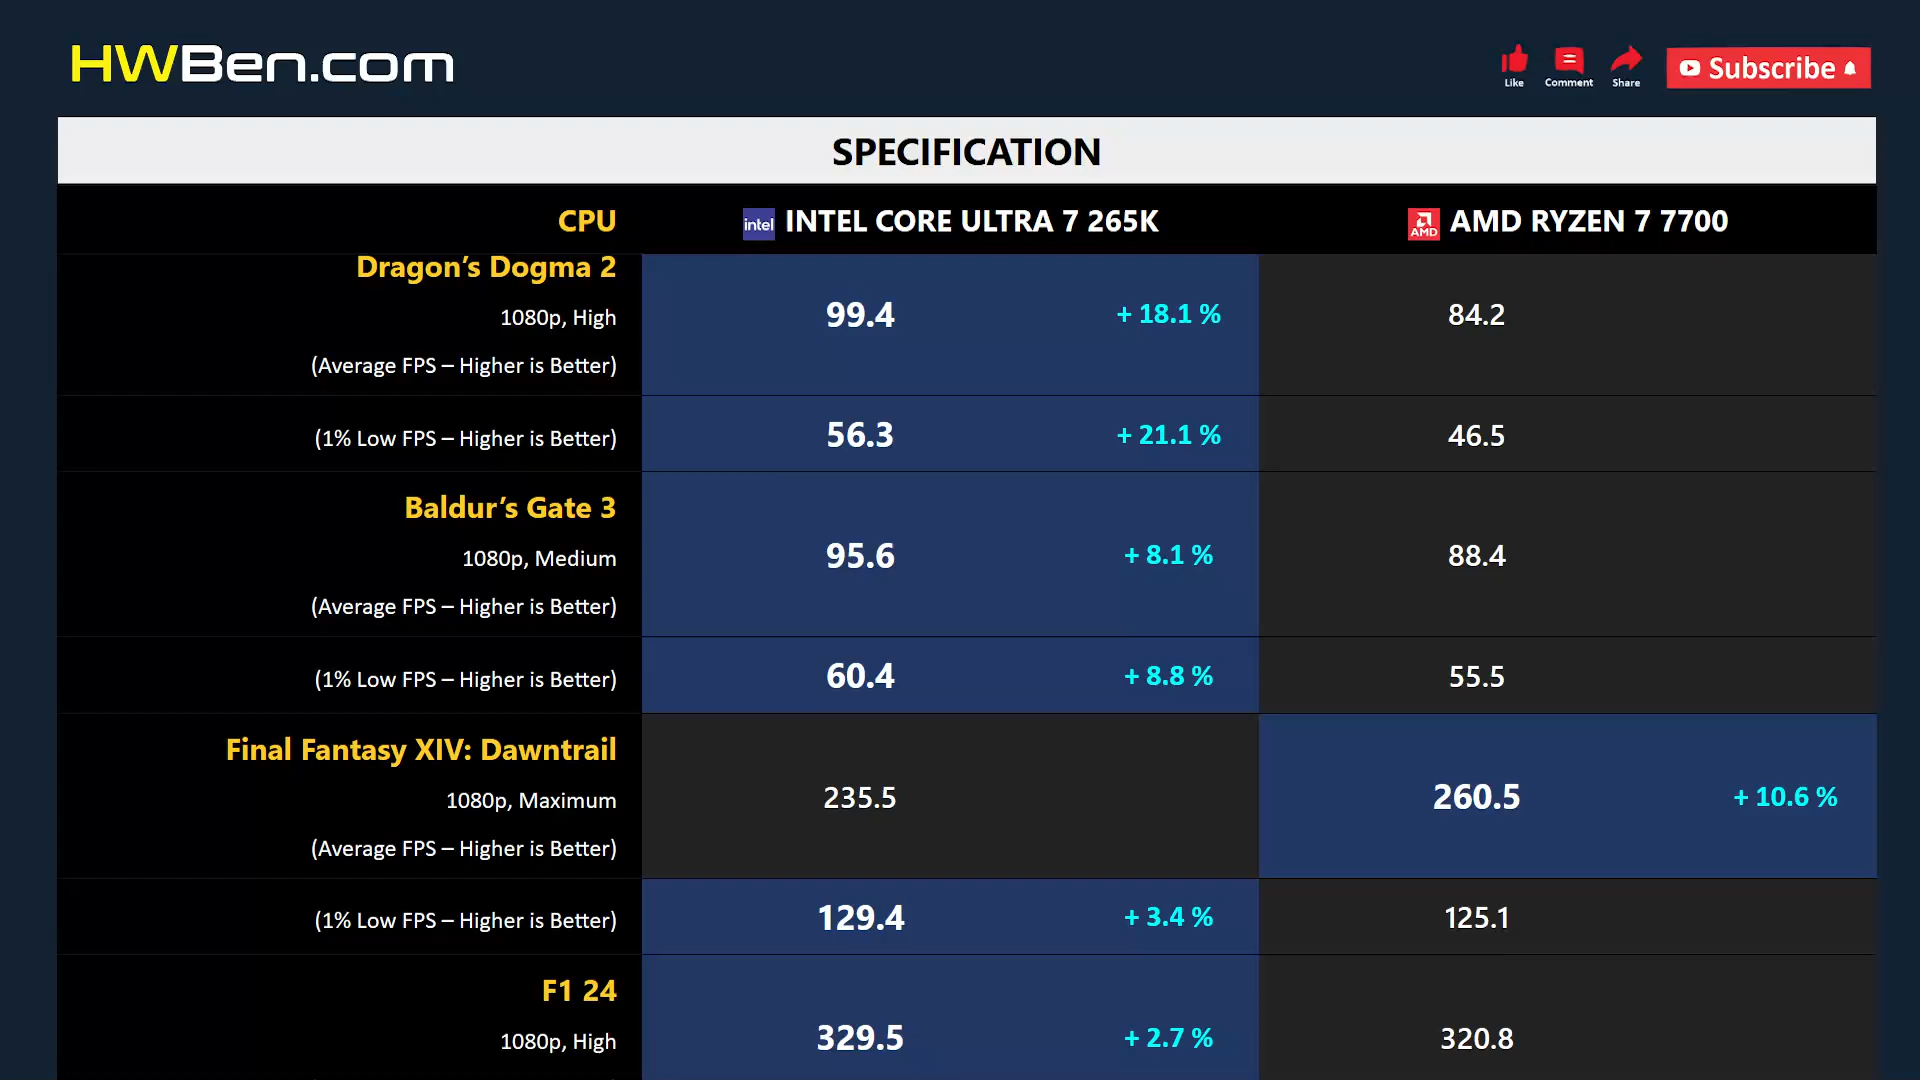 HWBen.com
Like
Comment
Share
Subscribe
SPECIFICATION
CPU
intel INTEL CORE ULTRA 7 265K
AMD AMD RYZEN 7 7700
Dragon’s Dogma 2
1080p, High
(Average FPS – Higher is Better)
99.4 + 18.1 % 84.2
(1% Low FPS – Higher is Better)
56.3 + 21.1 % 46.5
Baldur’s Gate 3
1080p, Medium
(Average FPS – Higher is Better)
95.6 + 8.1 % 88.4
(1% Low FPS – Higher is Better)
60.4 + 8.8 % 55.5
Final Fantasy XIV: Dawntrail
1080p, Maximum
(Average FPS – Higher is Better)
235.5 260.5 + 10.6 %
(1% Low FPS – Higher is Better)
129.4 + 3.4 % 125.1
F1 24
1080p, High
329.5 + 2.7 % 320.8